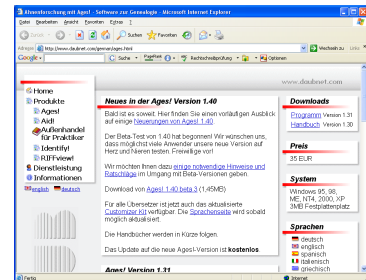 Ahnenforschung mit Ages! - Software zur Genealogie - Microsoft Internet Explorer
Datei Bearbeiten Ansicht Favoriten Extras ?
Zurück
Suchen Favoriten
Adresse http://www.daubnet.com/german/ages.html
Wechseln zu Links
Google Suche PageRank Rechtschreibprüfung Optionen
www.daubnet.com
Home
Produkte
Ages!
Aid!
Außenhandel
für Praktiker
Identify!
RIFFview!
Dienstleistung
Informationen
english deutsch
Neues in der Ages! Version 1.40
Bald ist es soweit. Hier finden Sie einen vorläufigen Ausblick
auf einige Neuerungen von Ages! 1.40.
Der Beta-Test von 1.40 hat begonnen! Wir wünschen uns,
dass möglichst viele Anwender unsere neue Version auf
Herz und Nieren testen. Freiwillige vor!
Wir möchten Ihnen dazu einige notwendige Hinweise und
Ratschläge im Umgang mit Beta-Versionen geben.
Download von Ages! 1.40 beta 3 (1,45MB)
Für alle Übersetzer ist jetzt auch das aktualisierte
Customizer Kit verfügbar. Die Sprachenseite wird sobald
möglich aktualisiert.
Die Handbücher werden in Kürze folgen.
Das Update auf die neue Ages!-Version ist kostenlos.
Ages! Version 1.31
Downloads
Programm Version 1.31
Handbuch Version 1.30
Preis
35 EUR
System
Windows 95, 98,
ME, NT4, 2000, XP
3MB Festplattenplatz
Sprachen
deutsch
englisch
spanisch
italienisch
griechisch
Fertig
Internet